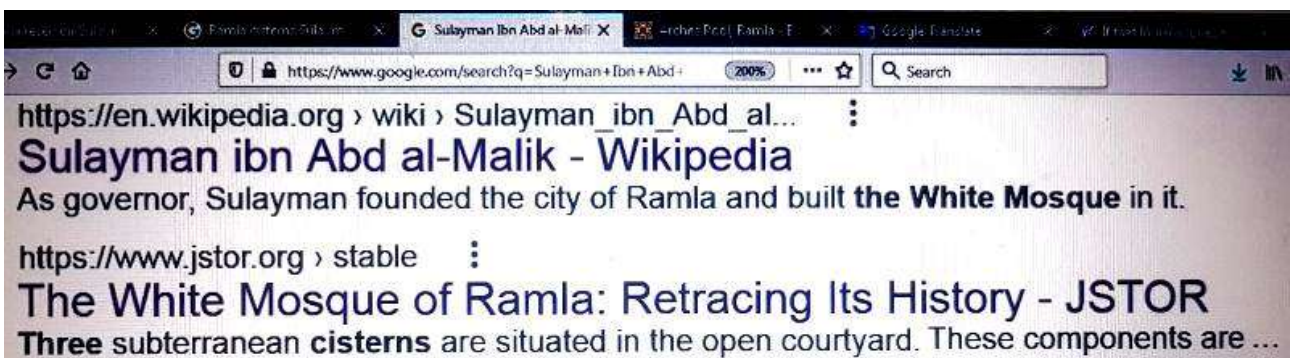 Sulayman Ibn Abd al-Mali
https://www.google.com/search?q=Sulayman+Ibn+Abd+ 200% Search
https://en.wikipedia.org › wiki › Sulayman_ibn_Abd_al...
Sulayman ibn Abd al-Malik - Wikipedia
As governor, Sulayman founded the city of Ramla and built the White Mosque in it.
https://www.jstor.org › stable
The White Mosque of Ramla: Retracing Its History - JSTOR
Three subterranean cisterns are situated in the open courtyard. These components are ...